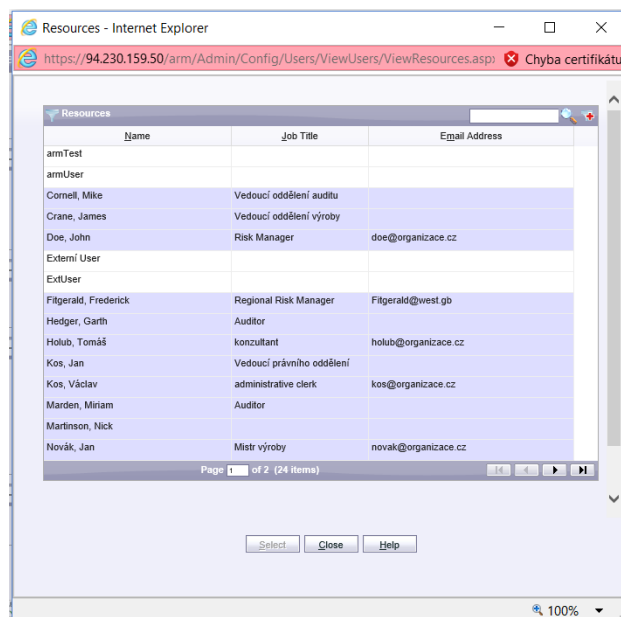 Resources - Internet Explorer
https://94.230.159.50/arm/Admin/Config/Users/ViewUsers/ViewResources.asp Chyba certifikátu
Resources
Name Job Title Email Address
armTest
armUser
Cornell, Mike Vedoucí oddělení auditu
Crane, James Vedoucí oddělení výroby
Doe, John Risk Manager doe@organizace.cz
Externí User
ExtUser
Fitgerald, Frederick Regional Risk Manager Fitgerald@west.gb
Hedger, Garth Auditor
Holub, Tomáš konzultant holub@organizace.cz
Kos, Jan Vedoucí právního oddělení
Kos, Václav administrative clerk kos@organizace.cz
Marden, Miriam Auditor
Martinson, Nick
Novák, Jan Mistr výroby novak@organizace.cz
Page 1 of 2 (24 items)
Select Close Help
100%